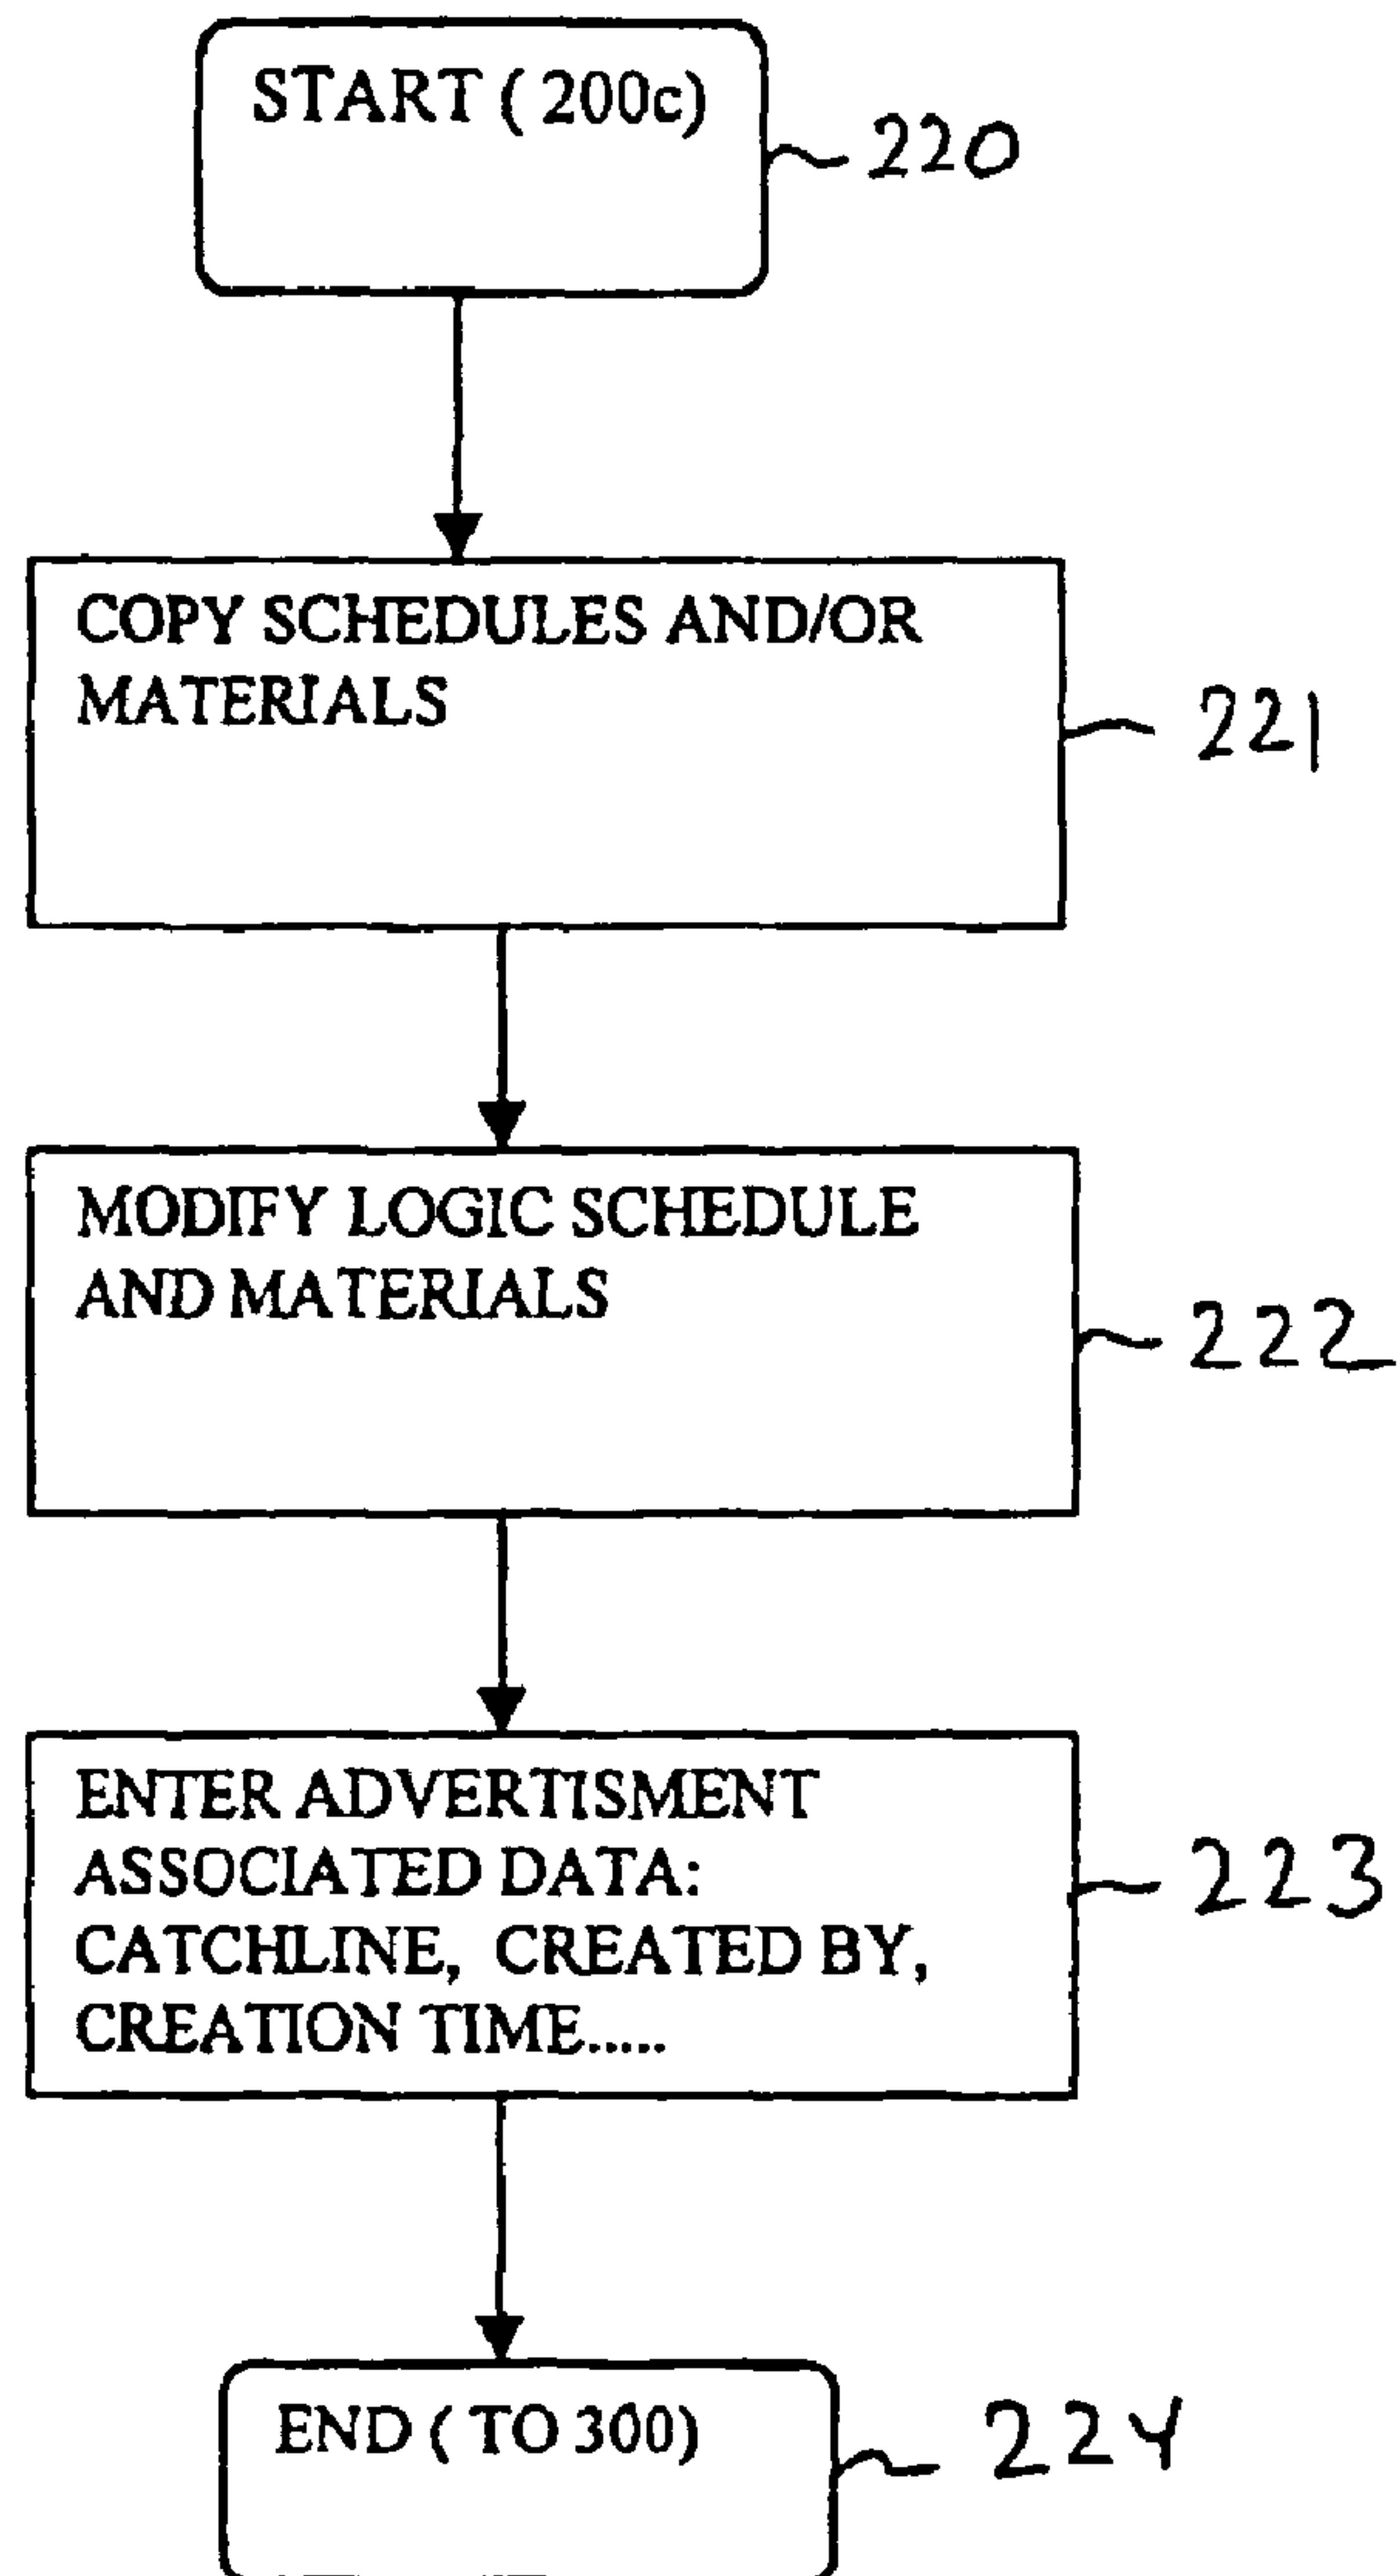 START ( 200c)
220
COPY SCHEDULES AND/OR
MATERIALS
221
MODIFY LOGIC SCHEDULE
AND MATERIALS
222
ENTER ADVERTISMENT
ASSOCIATED DATA:
CATCHLINE, CREATED BY,
CREATION TIME.....
223
END ( TO 300)
224